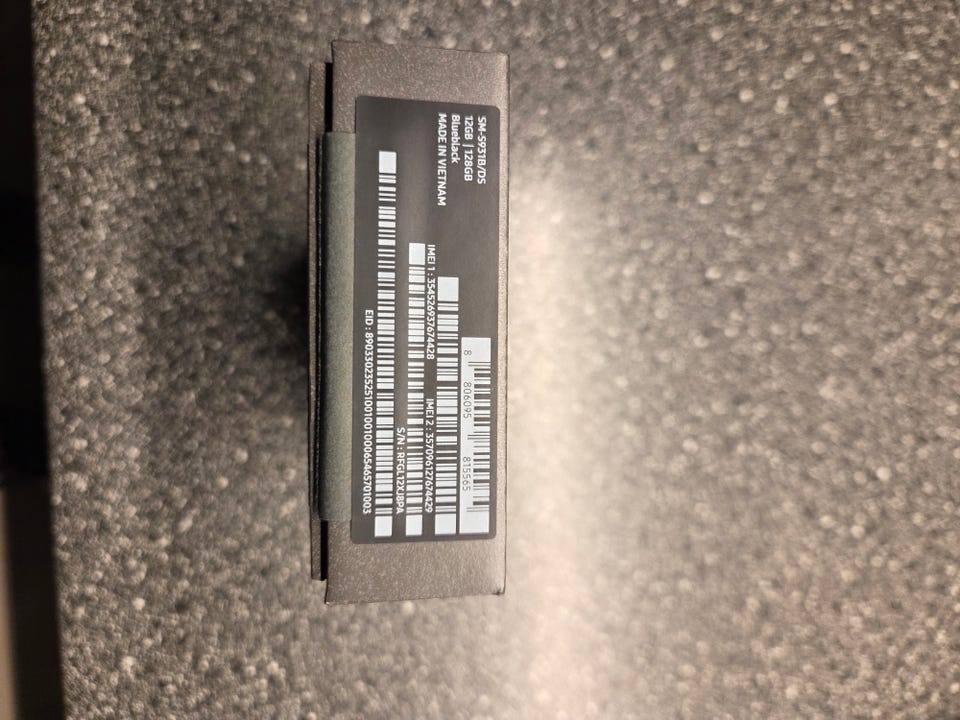 SM-S931B/DS
12GB | 128GB
Blueblack
MADE IN VIETNAM
8 806095 815565
IMEI 1 : 354526937674428 IMEI 2 : 357096127674429
S/N : RFGL12XJ8PA
EID : 89033023525100100100065465701003